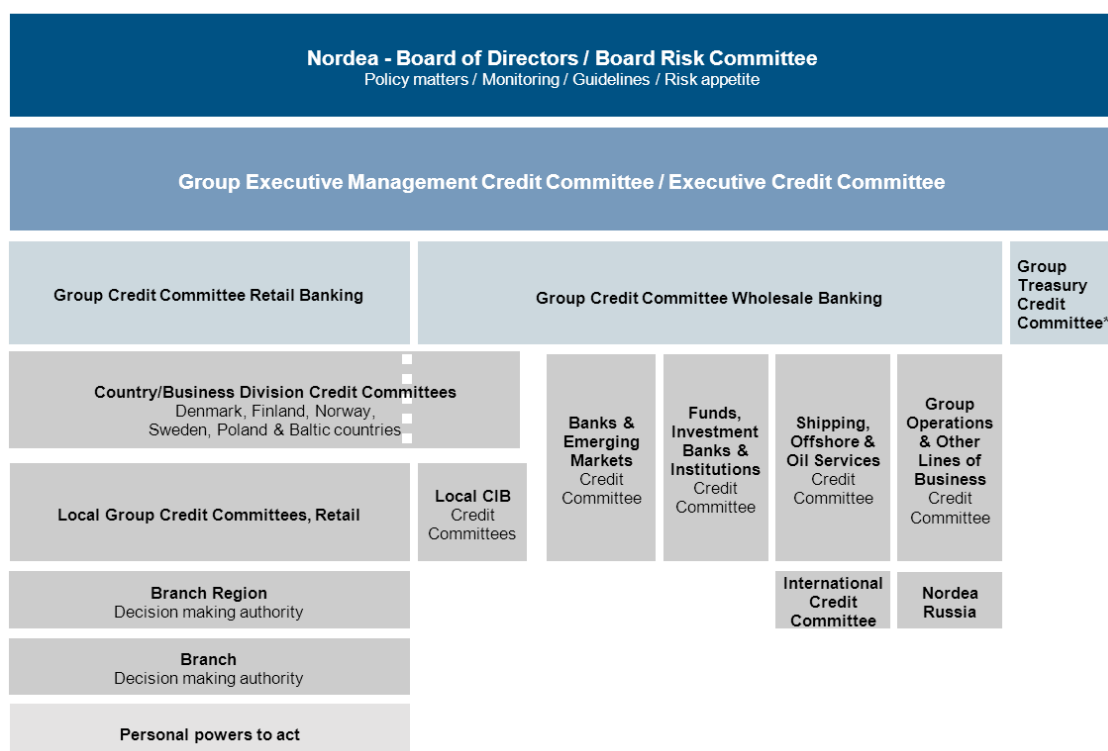 Nordea - Board of Directors / Board Risk Committee
Policy matters / Monitoring / Guidelines / Risk appetite
Group Executive Management Credit Committee / Executive Credit Committee
Group Credit Committee Retail Banking
Group Credit Committee Wholesale Banking
Group
Treasury
Credit
Committee*
Country/Business Division Credit Committees
Denmark, Finland, Norway,
Sweden, Poland & Baltic countries
Banks &
Emerging
Markets
Credit
Committee
Funds,
Investment
Banks &
Institutions
Credit
Committee
Shipping,
Offshore &
Oil Services
Credit
Committee
Group
Operations
& Other
Lines of
Business
Credit
Committee
Local Group Credit Committees, Retail
Local CIB
Credit
Committees
Branch Region
Decision making authority
International
Credit
Committee
Nordea
Russia
Branch
Decision making authority
Personal powers to act